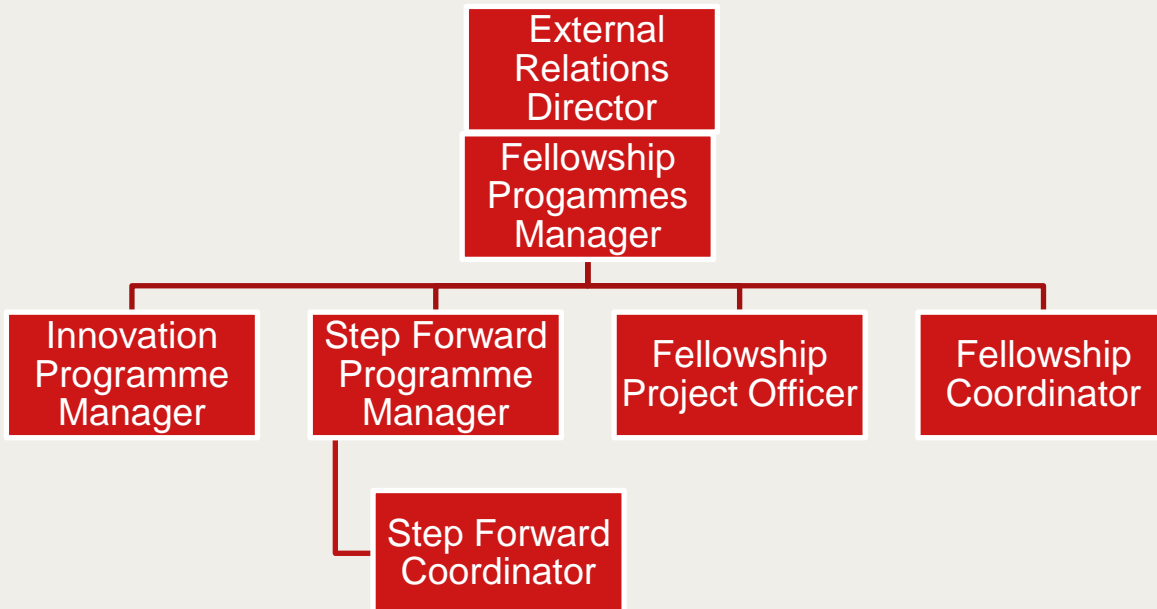 External
Relations
Director
Fellowship
Progammes
Manager
Innovation
Programme
Manager
Step Forward
Programme
Manager
Fellowship
Project Officer
Fellowship
Coordinator
Step Forward
Coordinator